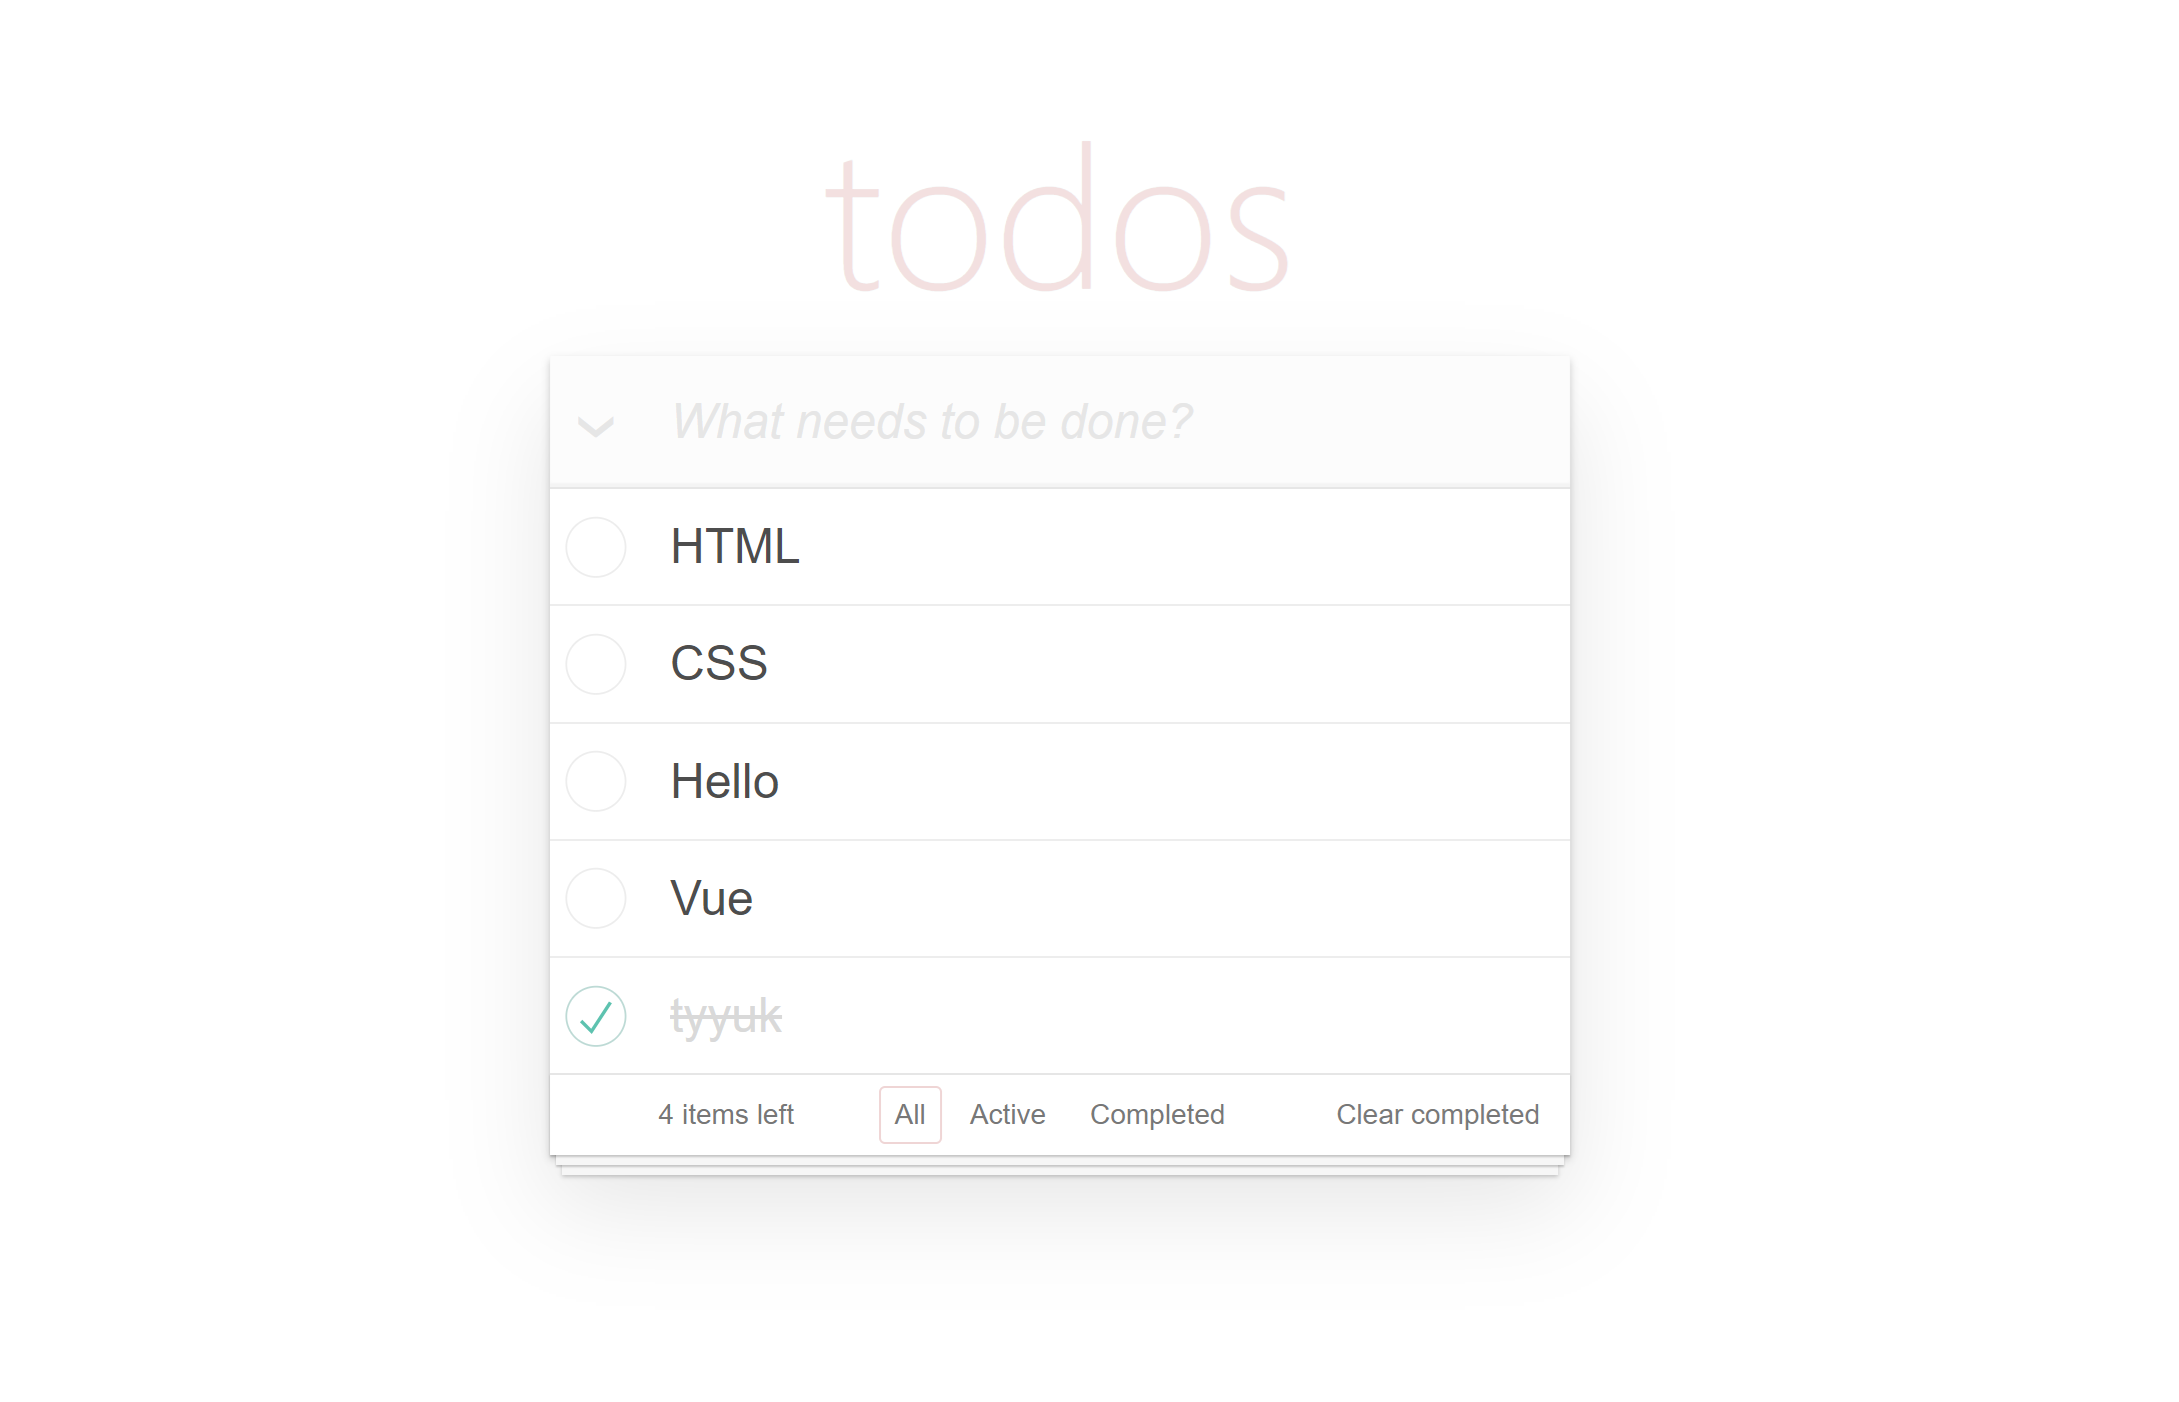 todos
What needs to be done?
HTML
CSS
Hello
Vue
tyyuk
4 items left All Active Completed Clear completed